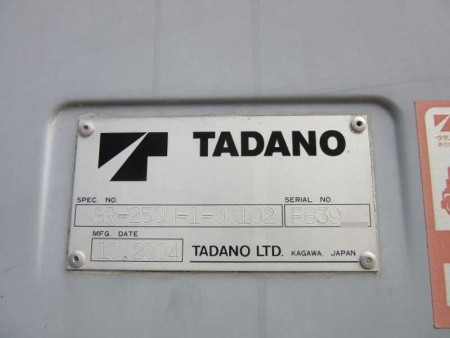 TADANO
SPEC. NO. SERIAL NO.
GR-250N-1-00102 FB39
MFG. DATE
10.2004 TADANO LTD. KAGAWA, JAPAN